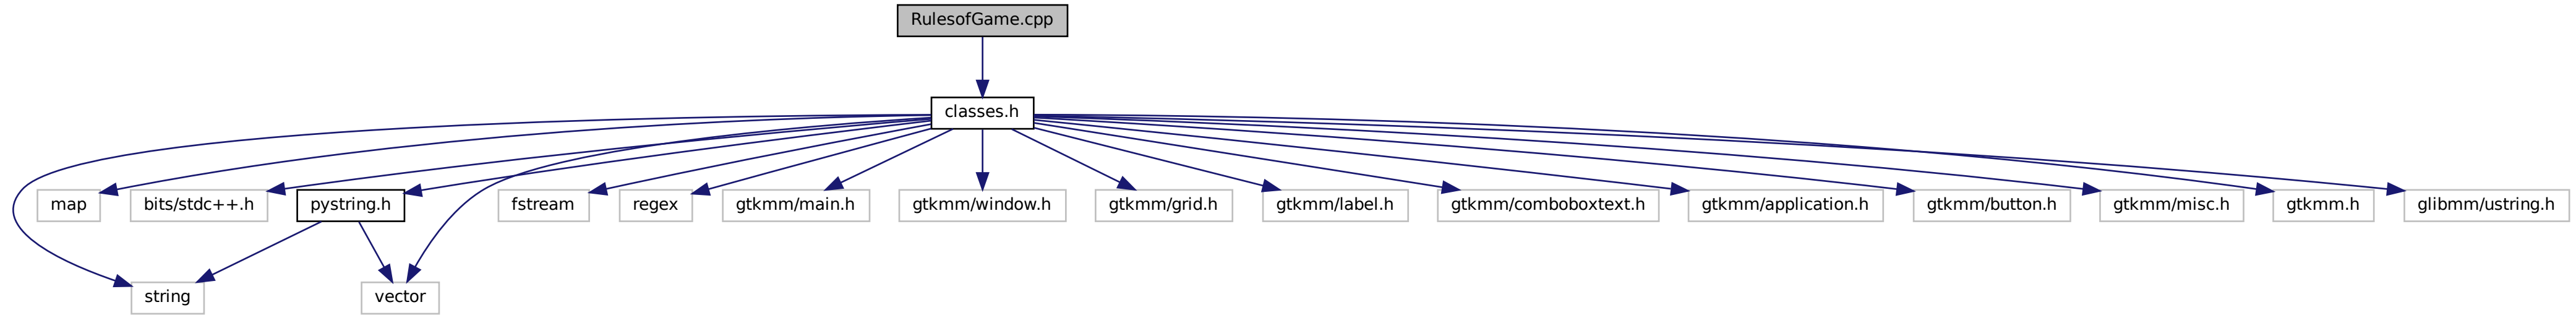 RulesofGame.cpp
classes.h
map
bits/stdc++.h
pystring.h
fstream
regex
gtkmm/main.h
gtkmm/window.h
gtkmm/grid.h
gtkmm/label.h
gtkmm/comboboxtext.h
gtkmm/application.h
gtkmm/button.h
gtkmm/misc.h
gtkmm.h
glibmm/ustring.h
string
vector